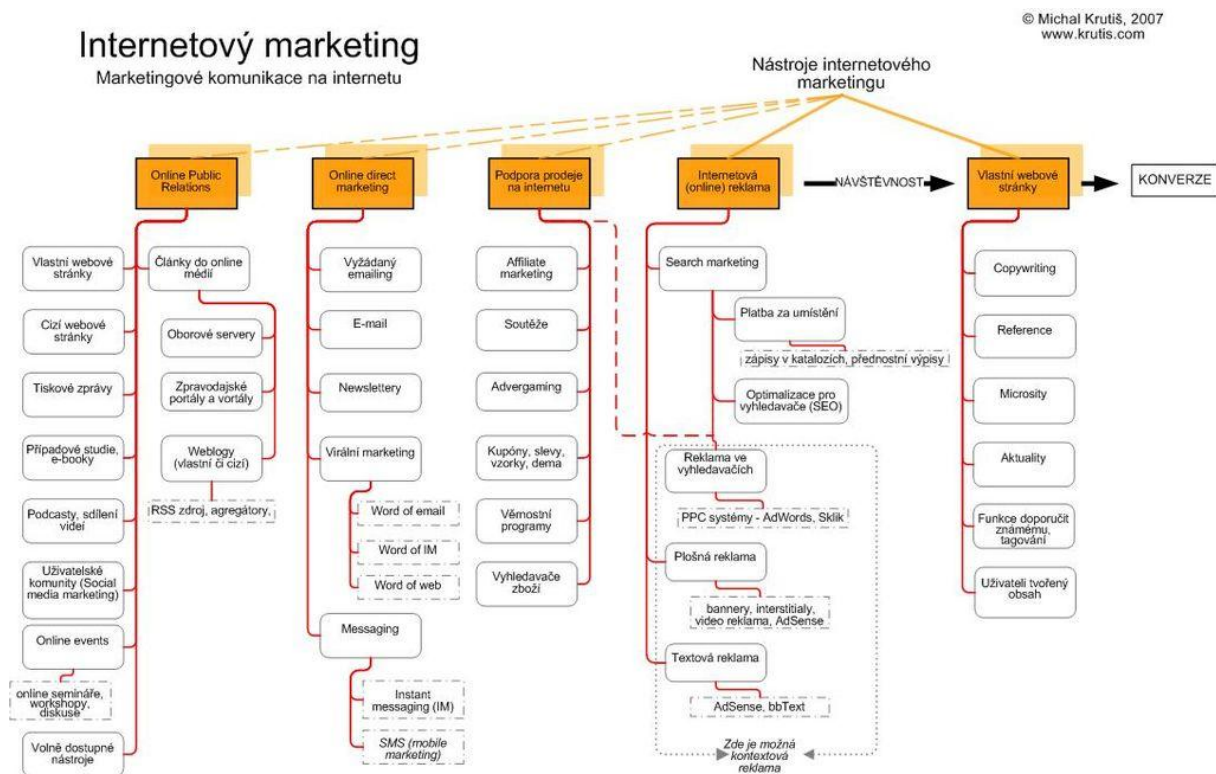 © Michal Krutiš, 2007
www.krutis.com
Internetový marketing
Marketingové komunikace na internetu
Nástroje internetového
marketingu
Online Public
Relations
Online direct
marketing
Podpora prodeje
na internetu
Internetová
(online) reklama
NÁVŠTĚVNOST
Vlastní webové
stránky
KONVERZE
Vlastní webové
stránky
Cizí webové
stránky
Tiskové zprávy
Případové studie,
e-booky
Podcasty, sdílení
videí
Uživatelské
komunity (Social
media marketing)
Online events
online semináře,
workshopy,
diskuse
Volně dostupné
nástroje
Články do online
médií
Oborové servery
Zpravodajské
portály a vortály
Weblogy
(vlastní či cizí)
RSS zdroj, agregátory,
Vyžádaný
emailing
E-mail
Newslettery
Virální marketing
Word of email
Word of IM
Word of web
Messaging
Instant
messaging (IM)
SMS (mobile
marketing)
Affiliate
marketing
Soutěže
Advergaming
Kupóny, slevy,
vzorky, dema
Věrnostní
programy
Vyhledavače
zboží
Search marketing
Platba za umístění
zápisy v katalozích, přednostní výpisy
Optimalizace pro
vyhledavače (SEO)
Reklama ve
vyhledavačích
PPC systémy - AdWords, Sklik
Plošná reklama
bannery, interstitialy,
video reklama, AdSense
Textová reklama
AdSense, bbText
Zde je možná
kontextová
reklama
Copywriting
Reference
Microsity
Aktuality
Funkce doporučit
známému,
tagování
Uživateli tvořený
obsah